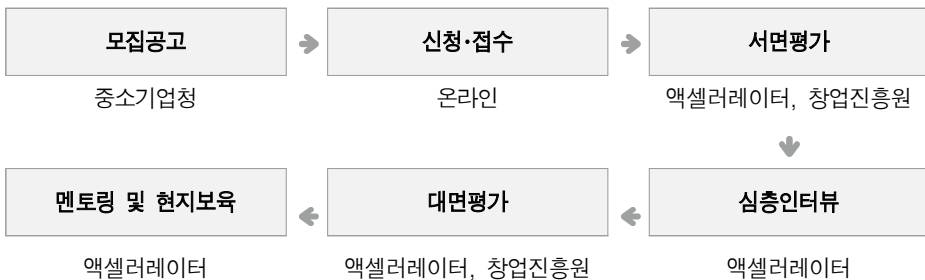 모집공고
신청·접수
서면평가
중소기업청
온라인
액셀러레이터, 창업진흥원
멘토링 및 현지보육
대면평가
심층인터뷰
액셀러레이터
액셀러레이터, 창업진흥원
액셀러레이터